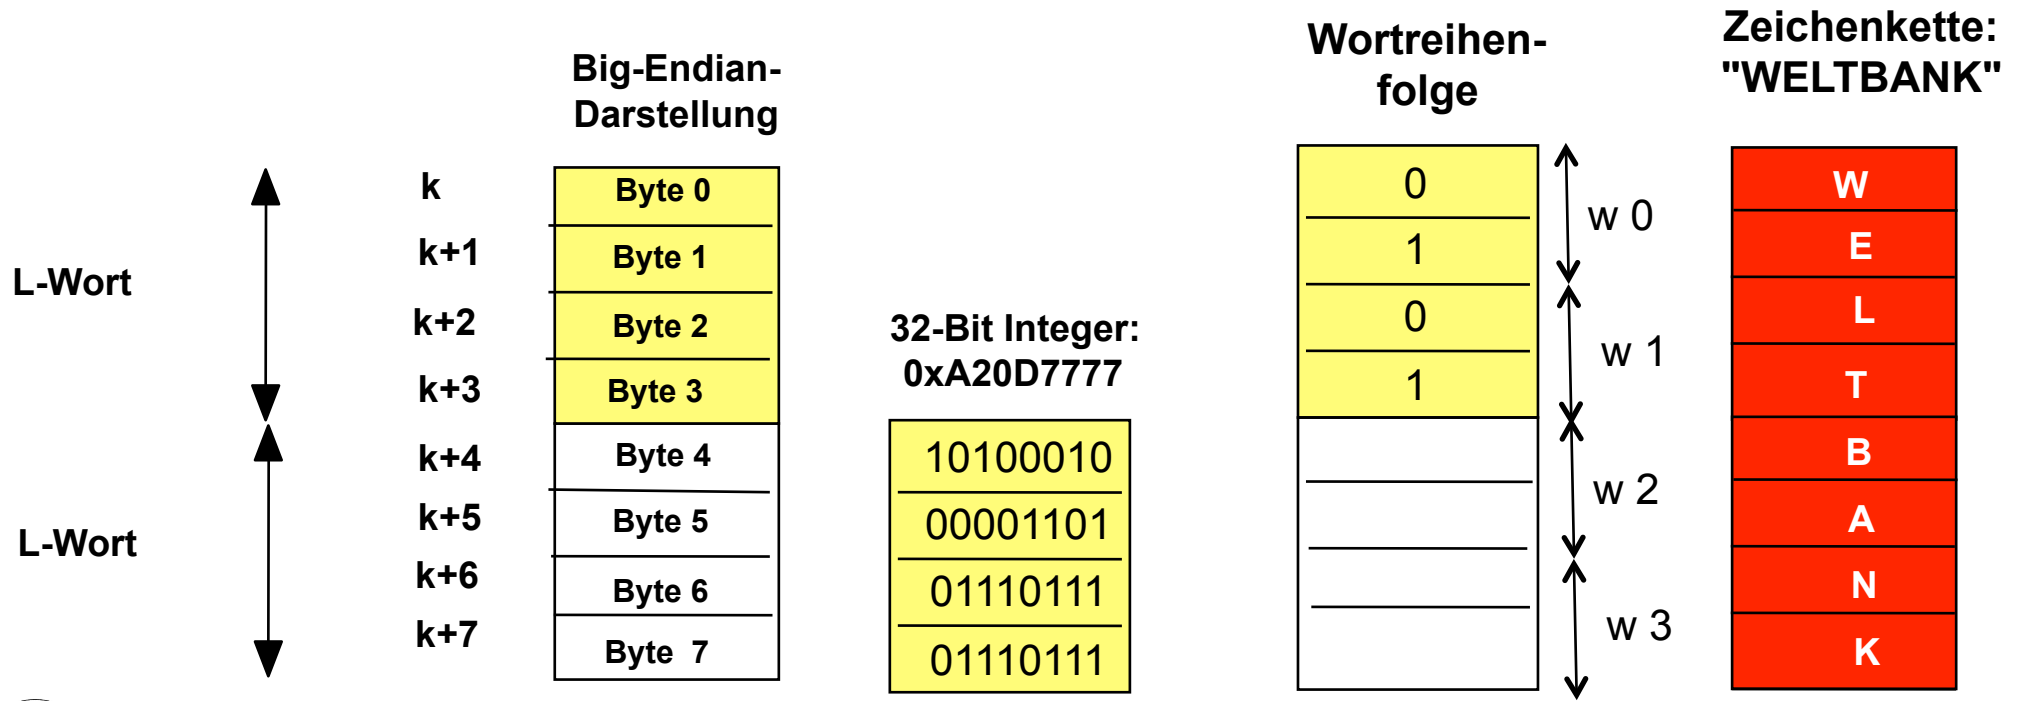 Big-Endian-
Darstellung
Wortreihen-
folge
Zeichenkette:
"WELTBANK"
L-Wort
L-Wort
k
k+1
k+2
k+3
k+4
k+5
k+6
k+7
Byte 0
Byte 1
Byte 2
Byte 3
Byte 4
Byte 5
Byte 6
Byte 7
32-Bit Integer:
0xA20D7777
10100010
00001101
01110111
01110111
0
1
0
1
w 0
w 1
w 2
w 3
W
E
L
T
B
A
N
K